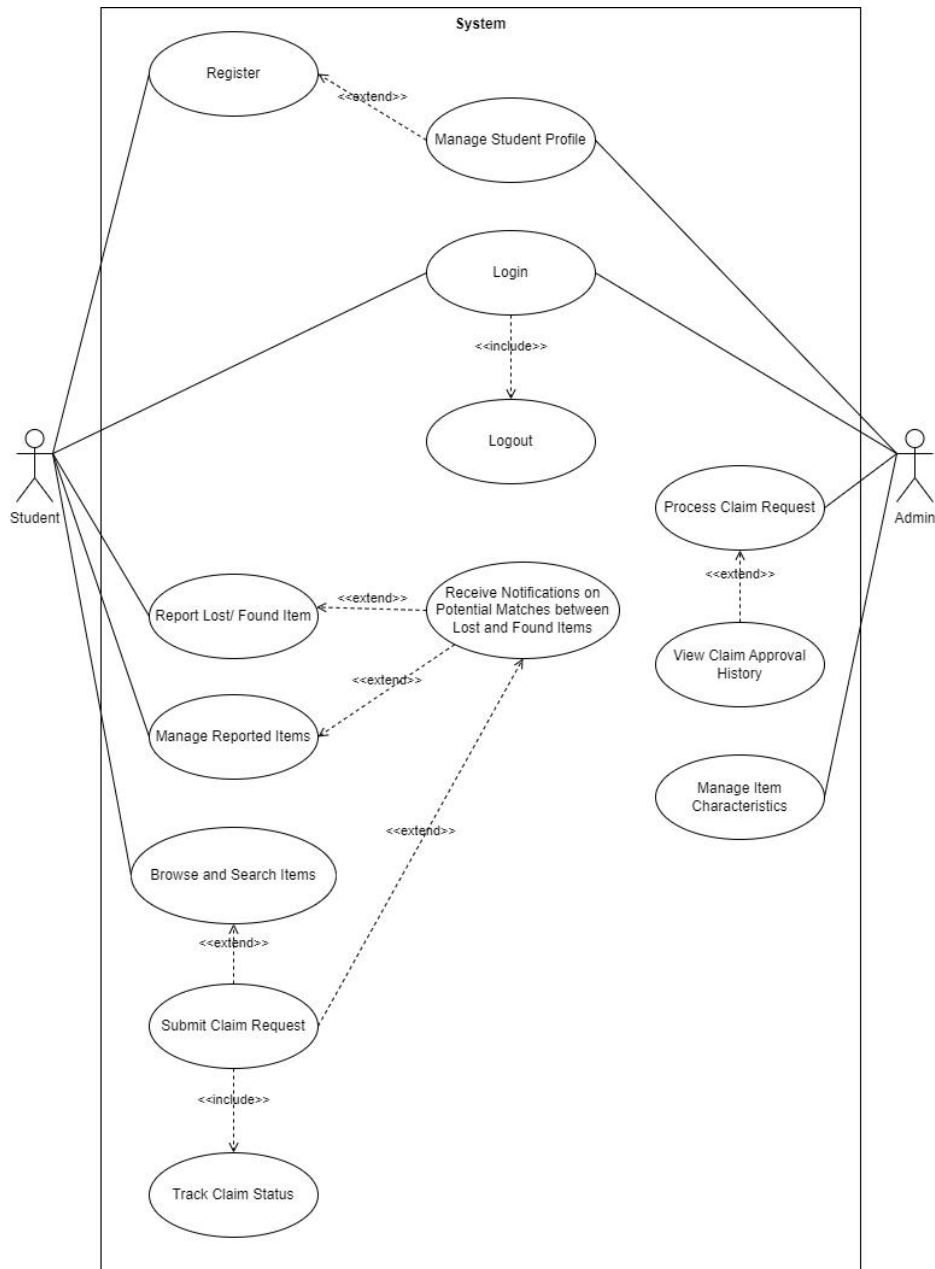 System
Register
<<extend>>
Manage Student Profile
Login
<<include>>
Logout
Student
Admin
Process Claim Request
<<extend>>
View Claim Approval
History
Report Lost/ Found Item
<<extend>>
Receive Notifications on
Potential Matches between
Lost and Found Items
<<extend>>
Manage Reported Items
Manage Item
Characteristics
<<extend>>
Browse and Search Items
<<extend>>
Submit Claim Request
<<include>>
Track Claim Status